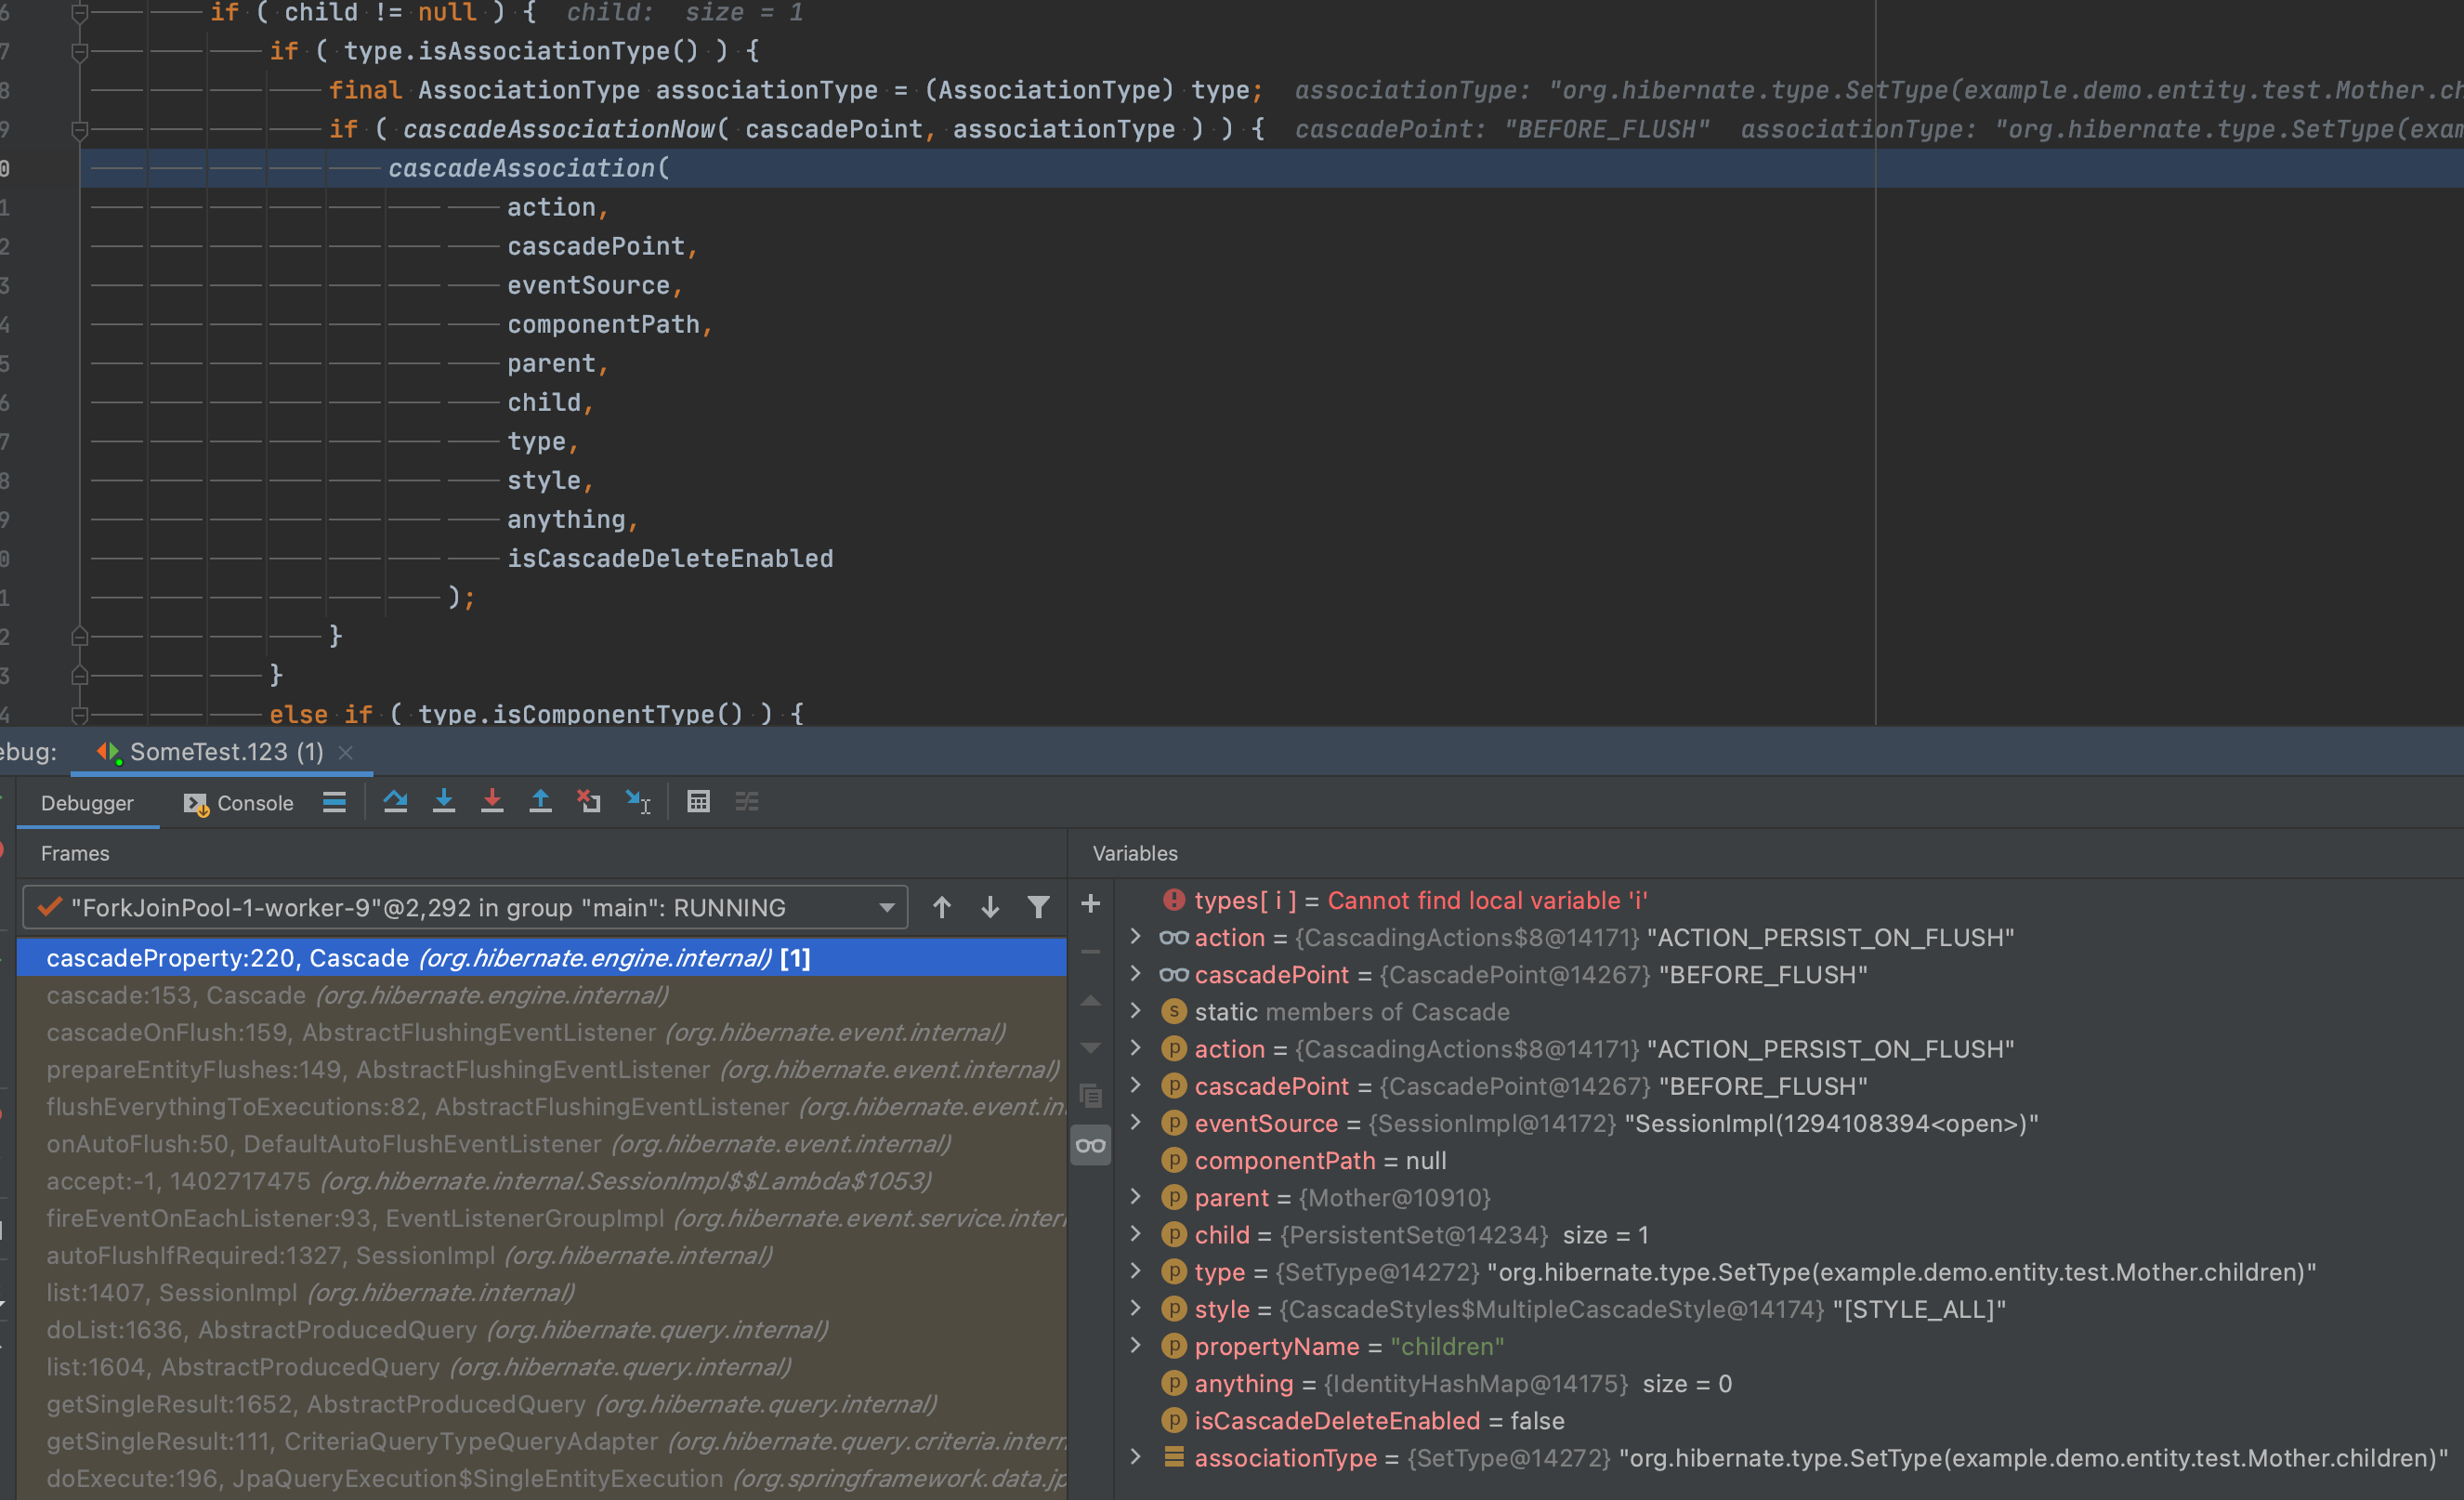 6 if ( child != null ) { child: size = 1
7 if ( type.isAssociationType() ) {
8 final AssociationType associationType = (AssociationType) type; associationType: "org.hibernate.type.SetType(example.demo.entity.test.Mother.ch
9 if ( cascadeAssociationNow( cascadePoint, associationType ) ) { cascadePoint: "BEFORE_FLUSH" associationType: "org.hibernate.type.SetType(exam
0 cascadeAssociation(
1 action,
2 cascadePoint,
3 eventSource,
4 componentPath,
5 parent,
6 child,
7 type,
8 style,
9 anything,
0 isCascadeDeleteEnabled
1 );
2 }
3 }
4 else if ( type.isComponentType() ) {
ebug: SomeTest.123 (1)
Debugger Console
Frames
"ForkJoinPool-1-worker-9"@2,292 in group "main": RUNNING
cascadeProperty:220, Cascade (org.hibernate.engine.internal) [1]
cascade:153, Cascade (org.hibernate.engine.internal)
cascadeOnFlush:159, AbstractFlushingEventListener (org.hibernate.event.internal)
prepareEntityFlushes:149, AbstractFlushingEventListener (org.hibernate.event.internal)
flushEverythingToExecutions:82, AbstractFlushingEventListener (org.hibernate.event.in
onAutoFlush:50, DefaultAutoFlushEventListener (org.hibernate.event.internal)
accept:-1, 1402717475 (org.hibernate.internal.SessionImpl$$Lambda$1053)
fireEventOnEachListener:93, EventListenerGroupImpl (org.hibernate.event.service.intern
autoFlushIfRequired:1327, SessionImpl (org.hibernate.internal)
list:1407, SessionImpl (org.hibernate.internal)
doList:1636, AbstractProducedQuery (org.hibernate.query.internal)
list:1604, AbstractProducedQuery (org.hibernate.query.internal)
getSingleResult:1652, AbstractProducedQuery (org.hibernate.query.internal)
getSingleResult:111, CriteriaQueryTypeQueryAdapter (org.hibernate.query.criteria.intern
doExecute:196, JpaQueryExecution$SingleEntityExecution (org.springframework.data.jp
Variables
types[ i ] = Cannot find local variable 'i'
action = {CascadingActions$8@14171} "ACTION_PERSIST_ON_FLUSH"
cascadePoint = {CascadePoint@14267} "BEFORE_FLUSH"
s static members of Cascade
p action = {CascadingActions$8@14171} "ACTION_PERSIST_ON_FLUSH"
p cascadePoint = {CascadePoint@14267} "BEFORE_FLUSH"
p eventSource = {SessionImpl@14172} "SessionImpl(1294108394<open>)"
p componentPath = null
p parent = {Mother@10910}
p child = {PersistentSet@14234} size = 1
p type = {SetType@14272} "org.hibernate.type.SetType(example.demo.entity.test.Mother.children)"
p style = {CascadeStyles$MultipleCascadeStyle@14174} "[STYLE_ALL]"
p propertyName = "children"
p anything = {IdentityHashMap@14175} size = 0
p isCascadeDeleteEnabled = false
associationType = {SetType@14272} "org.hibernate.type.SetType(example.demo.entity.test.Mother.children)"